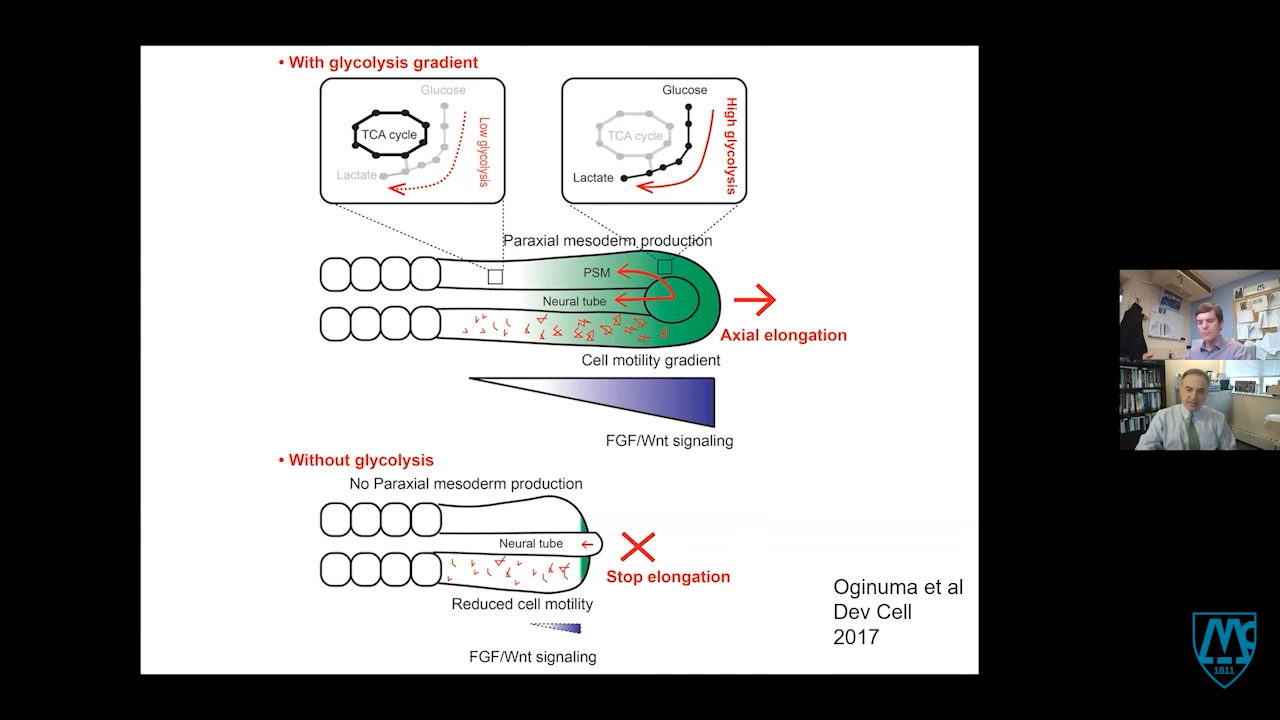 • With glycolysis gradient
Glucose
TCA cycle
Lactate
Low glycolysis
Glucose
TCA cycle
Lactate
High glycolysis
Paraxial mesoderm production
PSM
Neural tube
Axial elongation
Cell motility gradient
FGF/Wnt signaling
• Without glycolysis
No Paraxial mesoderm production
Neural tube
Stop elongation
Reduced cell motility
FGF/Wnt signaling
Oginuma et al
Dev Cell
2017
1811